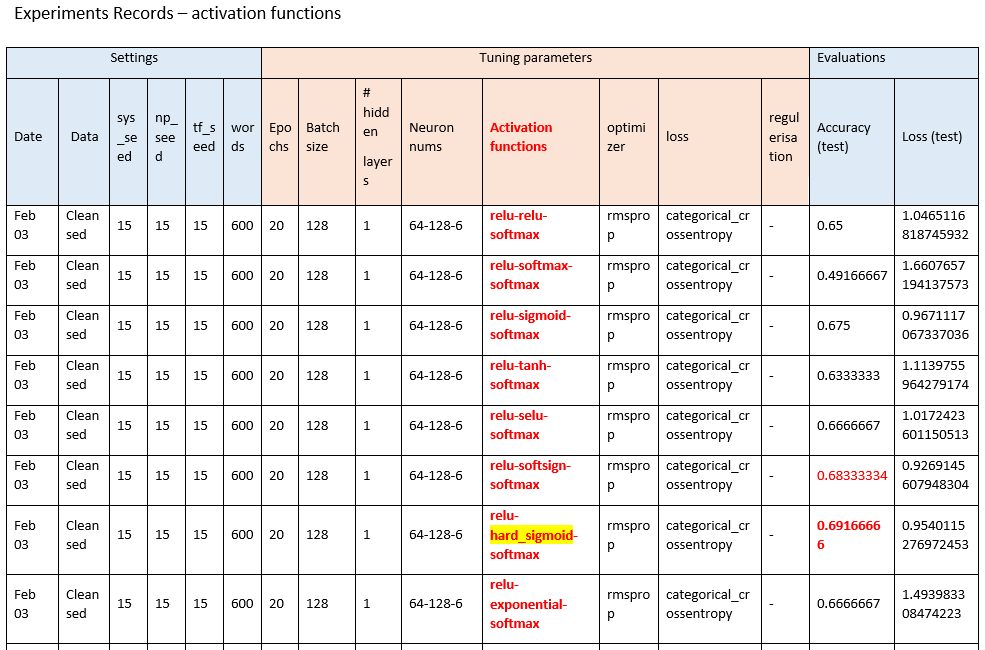 Experiments Records – activation functions
Settings Tuning parameters Evaluations
Date Data sys_seed np_seed tf_seed words Epochs Batch size # hidden layers Neuron nums Activation functions optimizer loss regulerisation Accuracy (test) Loss (test)
Feb 03 Cleansed 15 15 15 600 20 128 1 64-128-6 relu-relu-softmax rmsprop categorical_crossentropy - 0.65 1.0465116818745932
Feb 03 Cleansed 15 15 15 600 20 128 1 64-128-6 relu-softmax-softmax rmsprop categorical_crossentropy - 0.49166667 1.6607657194137573
Feb 03 Cleansed 15 15 15 600 20 128 1 64-128-6 relu-sigmoid-softmax rmsprop categorical_crossentropy - 0.675 0.9671117067337036
Feb 03 Cleansed 15 15 15 600 20 128 1 64-128-6 relu-tanh-softmax rmsprop categorical_crossentropy - 0.6333333 1.1139755964279174
Feb 03 Cleansed 15 15 15 600 20 128 1 64-128-6 relu-selu-softmax rmsprop categorical_crossentropy - 0.6666667 1.0172423601150513
Feb 03 Cleansed 15 15 15 600 20 128 1 64-128-6 relu-softsign-softmax rmsprop categorical_crossentropy - 0.68333334 0.9269145607948304
Feb 03 Cleansed 15 15 15 600 20 128 1 64-128-6 relu-hard_sigmoid-softmax rmsprop categorical_crossentropy - 0.69166666 0.9540115276972453
Feb 03 Cleansed 15 15 15 600 20 128 1 64-128-6 relu-exponential-softmax rmsprop categorical_crossentropy - 0.6666667 1.493983308474223